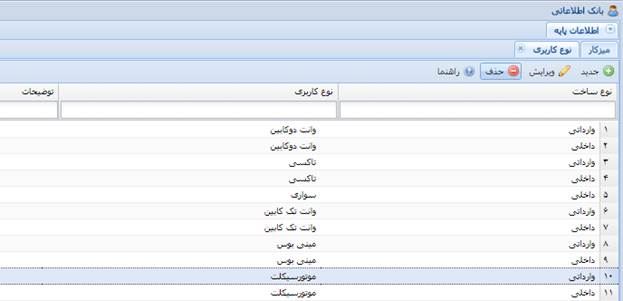 بانک اطلاعاتی
اطلاعات پایه
میزکار نوع کاربری
جدید ویرایش حذف راهنما
نوع ساخت نوع کاربری توضیحات
۱ وارداتی وانت دوکابین
۲ داخلی وانت دوکابین
۳ وارداتی تاکسی
۴ داخلی تاکسی
۵ داخلی سواری
۶ وارداتی وانت تک کابین
۷ داخلی وانت تک کابین
۸ وارداتی مینی بوس
۹ داخلی مینی بوس
۱۰ وارداتی موتورسیکلت
۱۱ داخلی موتورسیکلت